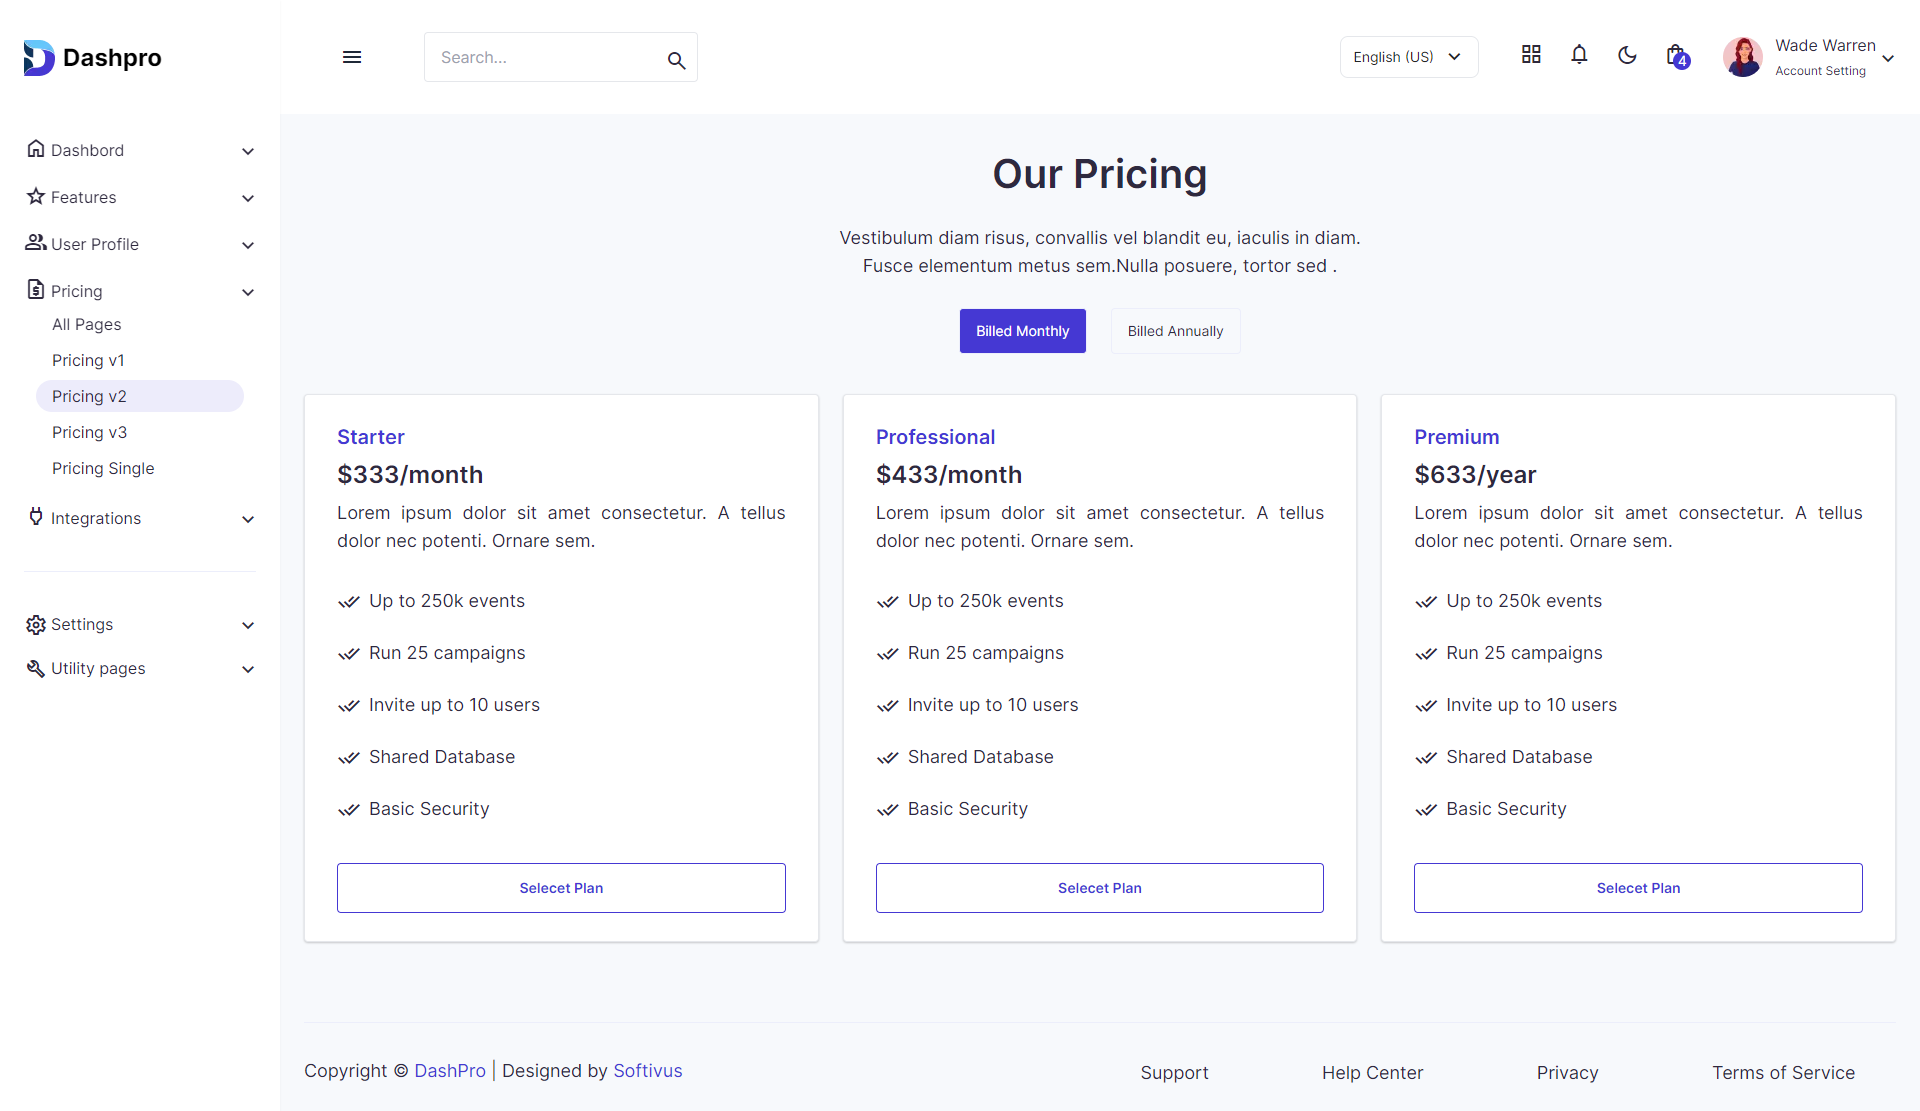 Dashpro
Search...
English (US)
4
Wade Warren
Account Setting
Dashbord
Features
User Profile
Pricing
All Pages
Pricing v1
Pricing v2
Pricing v3
Pricing Single
Integrations
Settings
Utility pages
Our Pricing
Vestibulum diam risus, convallis vel blandit eu, iaculis in diam.
Fusce elementum metus sem.Nulla posuere, tortor sed .
Billed Monthly
Billed Annually
Starter
$333/month
Lorem ipsum dolor sit amet consectetur. A tellus
dolor nec potenti. Ornare sem.
Up to 250k events
Run 25 campaigns
Invite up to 10 users
Shared Database
Basic Security
Selecet Plan
Professional
$433/month
Lorem ipsum dolor sit amet consectetur. A tellus
dolor nec potenti. Ornare sem.
Up to 250k events
Run 25 campaigns
Invite up to 10 users
Shared Database
Basic Security
Selecet Plan
Premium
$633/year
Lorem ipsum dolor sit amet consectetur. A tellus
dolor nec potenti. Ornare sem.
Up to 250k events
Run 25 campaigns
Invite up to 10 users
Shared Database
Basic Security
Selecet Plan
Copyright © DashPro | Designed by Softivus
Support
Help Center
Privacy
Terms of Service